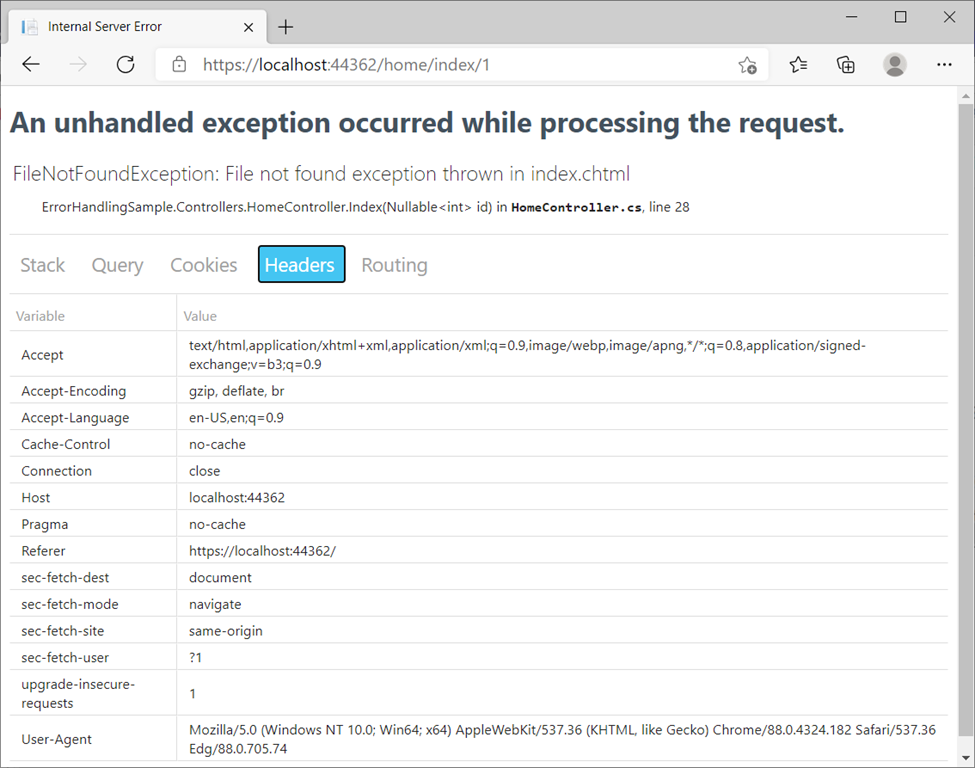 Internal Server Error
https://localhost:44362/home/index/1
An unhandled exception occurred while processing the request.
FileNotFoundException: File not found exception thrown in index.chtml
ErrorHandlingSample.Controllers.HomeController.Index(Nullable<int> id) in HomeController.cs, line 28
Stack Query Cookies Headers Routing
Variable Value
Accept text/html,application/xhtml+xml,application/xml;q=0.9,image/webp,image/apng,*/*;q=0.8,application/signed-
exchange;v=b3;q=0.9
Accept-Encoding gzip, deflate, br
Accept-Language en-US,en;q=0.9
Cache-Control no-cache
Connection close
Host localhost:44362
Pragma no-cache
Referer https://localhost:44362/
sec-fetch-dest document
sec-fetch-mode navigate
sec-fetch-site same-origin
sec-fetch-user ?1
upgrade-insecure-
requests 1
User-Agent Mozilla/5.0 (Windows NT 10.0; Win64; x64) AppleWebKit/537.36 (KHTML, like Gecko) Chrome/88.0.4324.182 Safari/537.36
Edg/88.0.705.74